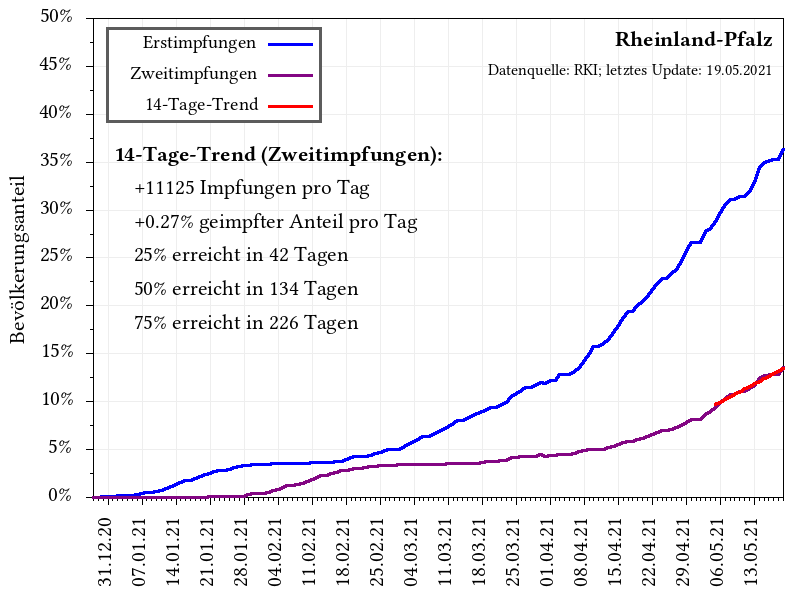 50%
45%
40%
35%
30%
25%
20%
15%
10%
5%
0%
Bevölkerungsanteil
Erstimpfungen
Zweitimpfungen
14-Tage-Trend
Rheinland-Pfalz
Datenquelle: RKI; letztes Update: 19.05.2021
14-Tage-Trend (Zweitimpfungen):
+11125 Impfungen pro Tag
+0.27% geimpfter Anteil pro Tag
25% erreicht in 42 Tagen
50% erreicht in 134 Tagen
75% erreicht in 226 Tagen
31.12.20
07.01.21
14.01.21
21.01.21
28.01.21
04.02.21
11.02.21
18.02.21
25.02.21
04.03.21
11.03.21
18.03.21
25.03.21
01.04.21
08.04.21
15.04.21
22.04.21
29.04.21
06.05.21
13.05.21